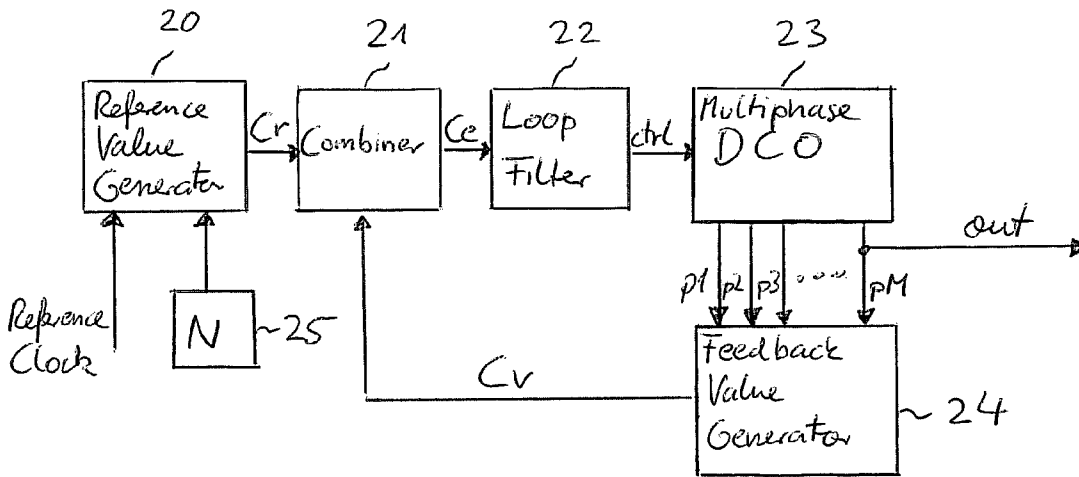 20
21
22
23
Reference
Value
Generator
Cr
Combiner
Ce
Loop
Filter
ctrl
Multiphase
DCO
out
p1
p2
p3
....
pM
Reference
Clock
N
25
Cv
Feedback
Value
Generator
24